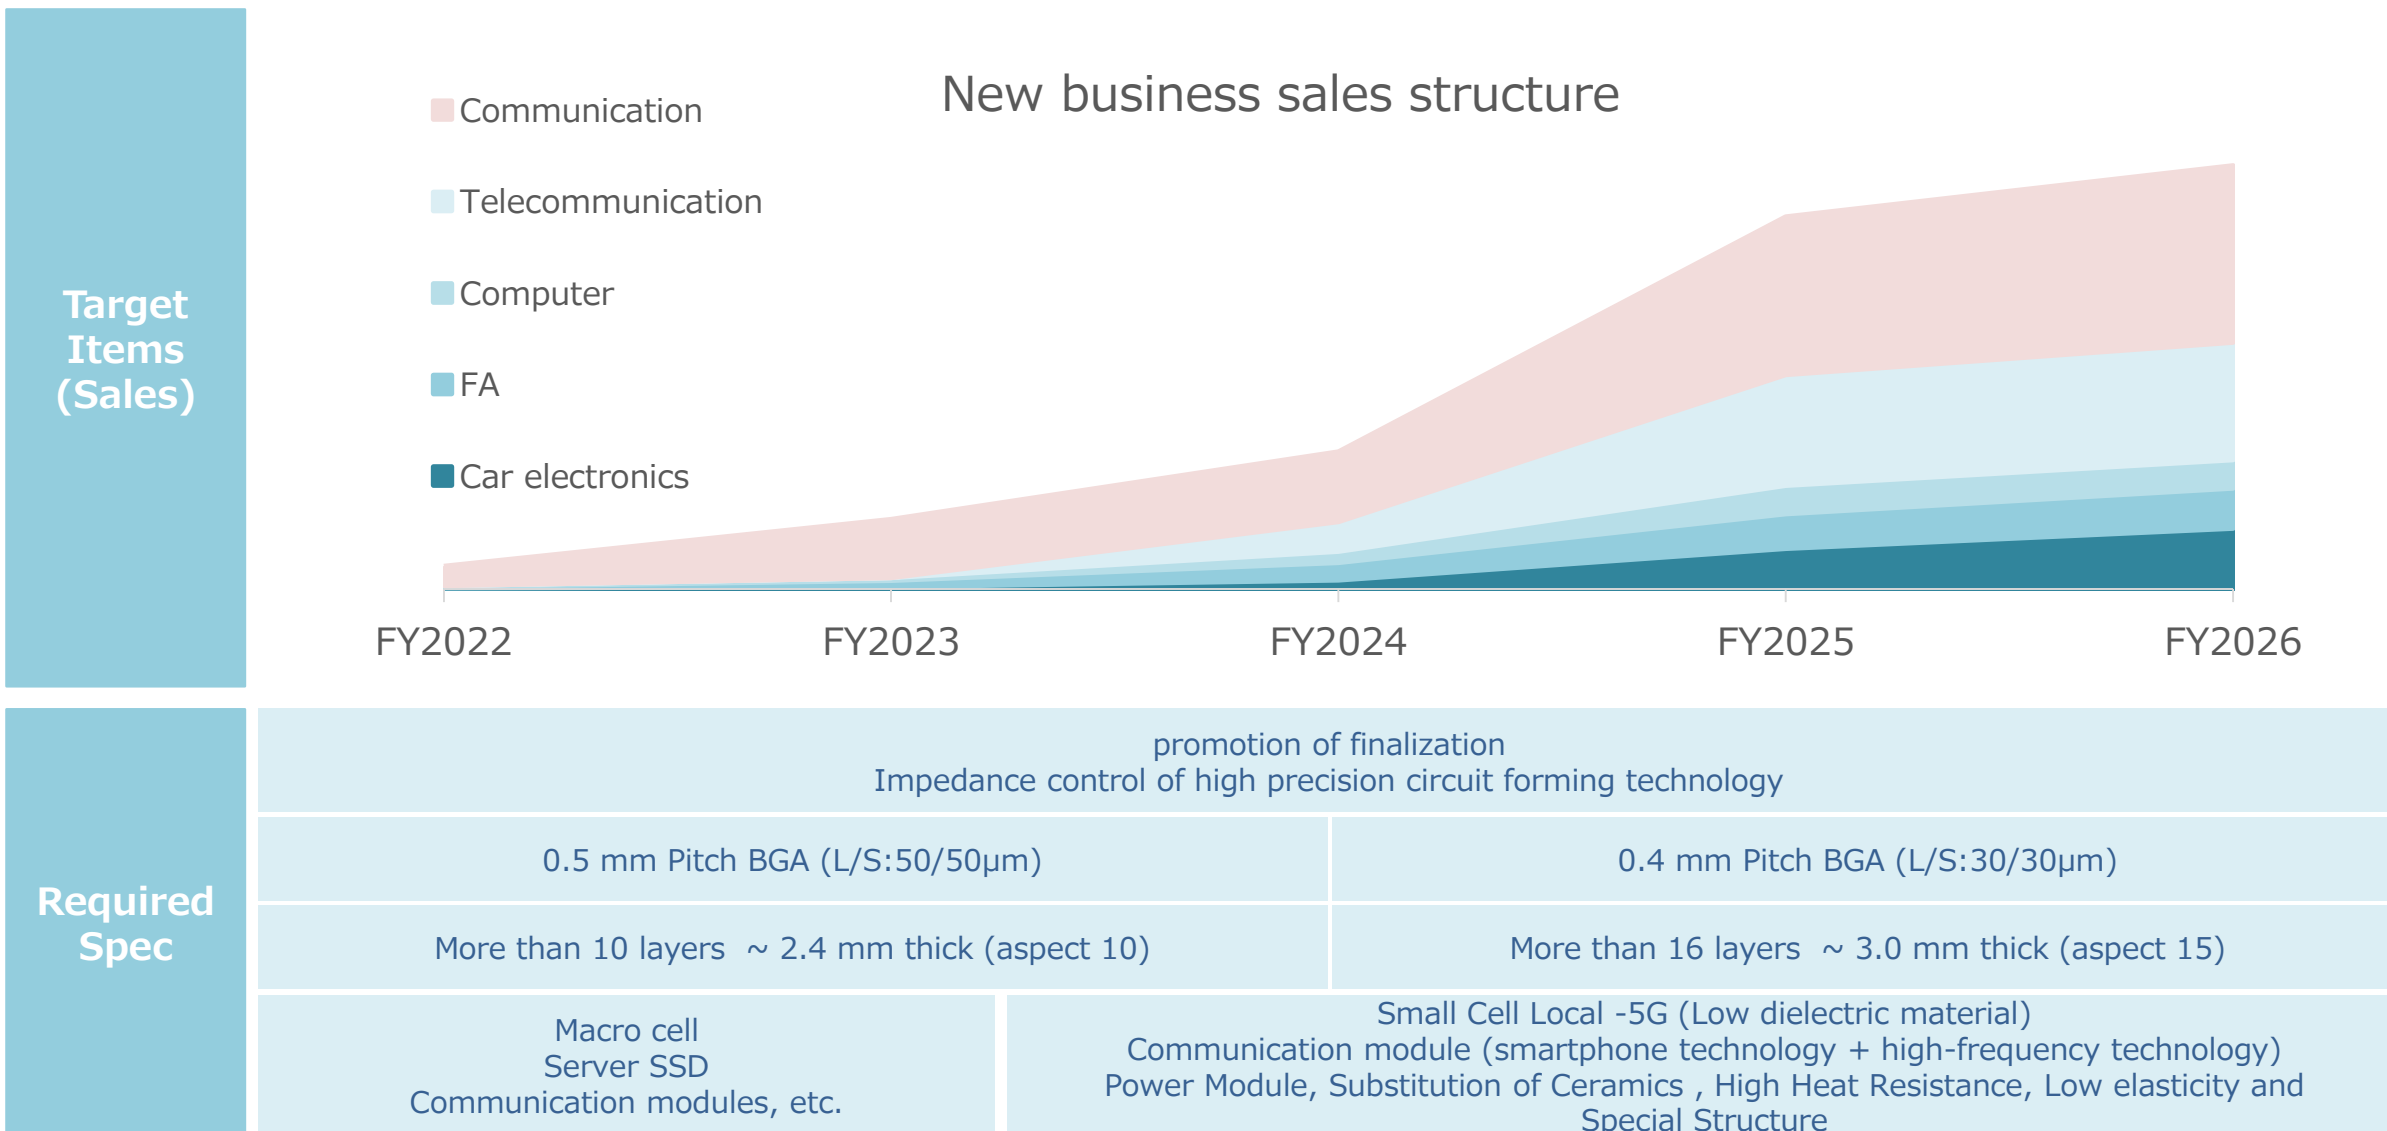 Target
Items
(Sales)
New business sales structure
Communication
Telecommunication
Computer
FA
Car electronics
FY2022
FY2023
FY2024
FY2025
FY2026
Required
Spec
promotion of finalization
Impedance control of high precision circuit forming technology
0.5 mm Pitch BGA (L/S:50/50μm)
0.4 mm Pitch BGA (L/S:30/30μm)
More than 10 layers ~ 2.4 mm thick (aspect 10)
More than 16 layers ~ 3.0 mm thick (aspect 15)
Macro cell
Server SSD
Communication modules, etc.
Small Cell Local -5G (Low dielectric material)
Communication module (smartphone technology + high-frequency technology)
Power Module, Substitution of Ceramics , High Heat Resistance, Low elasticity and
Special Structure